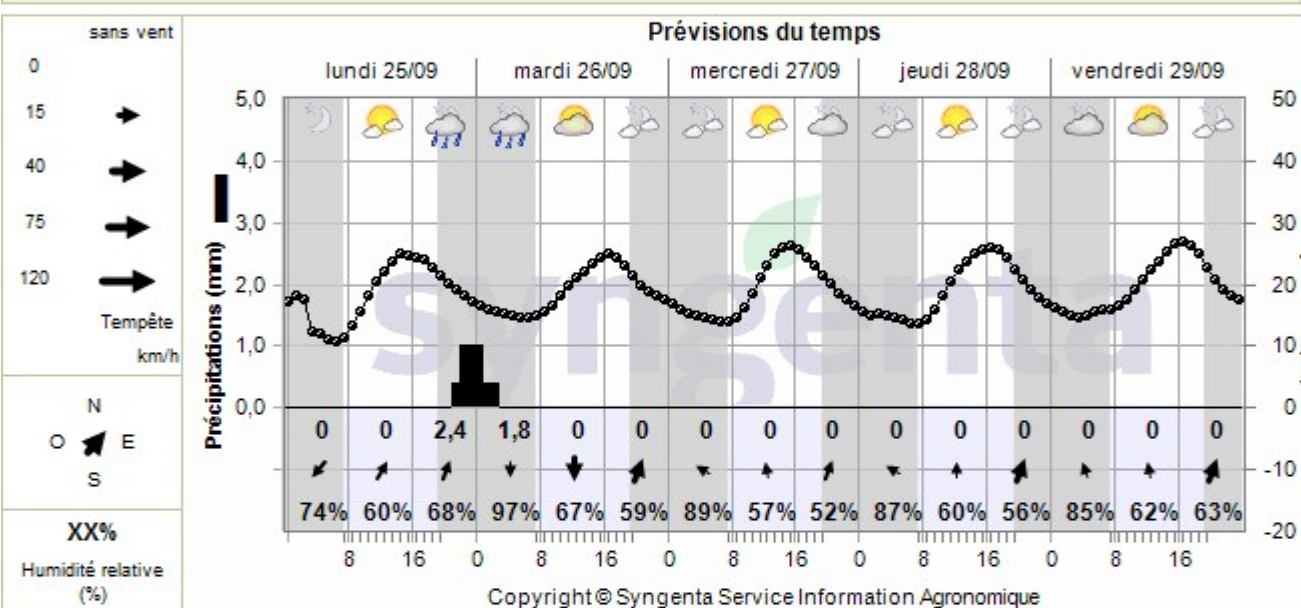 sans vent
0
15
40
75
120
Tempête
km/h
N
O E
S
XX%
Humidité relative
(%)
Prévisions du temps
lundi 25/09 mardi 26/09 mercredi 27/09 jeudi 28/09 vendredi 29/09
Précipitations (mm)
5,0 50
4,0 40
3,0 30
2,0 20
1,0 10
0,0 0
-10
-20
syngenta
0 0 2,4 1,8 0 0 0 0 0 0 0 0 0 0 0
74% 60% 68% 97% 67% 59% 89% 57% 52% 87% 60% 56% 85% 62% 63%
8 16 0 8 16 0 8 16 0 8 16 0 8 16
Copyright © Syngenta Service Information Agronomique